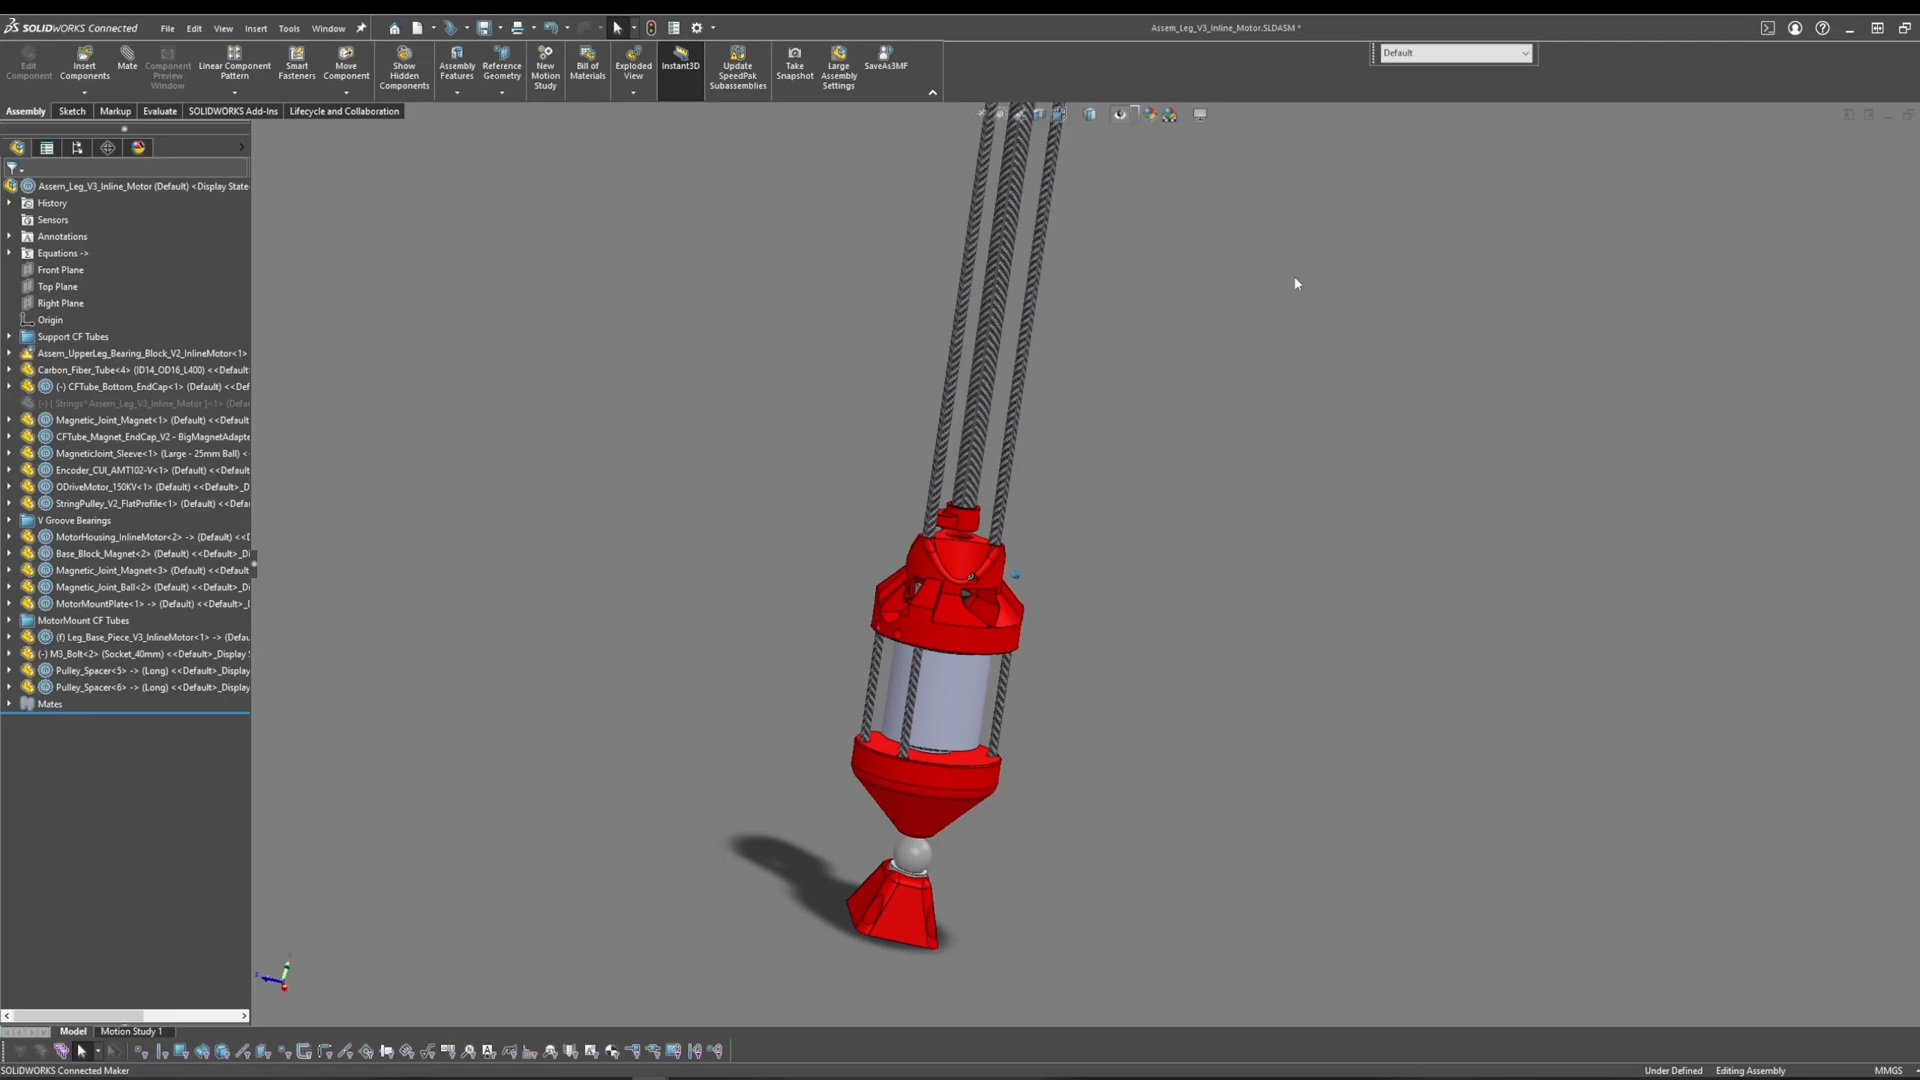 SOLIDWORKS Connected File Edit View Insert Tools Window Assem_Leg_V3_Inline_Motor.SLDASM *
Edit Component
Insert Components
Mate
Component Preview Window
Linear Component Pattern
Smart Fasteners
Move Component
Show Hidden Components
Assembly Features
Reference Geometry
New Motion Study
Bill of Materials
Exploded View
Instant3D
Update SpeedPak Subassemblies
Take Snapshot
Large Assembly Settings
SaveAs3MF
Default
Assembly Sketch Markup Evaluate SOLIDWORKS Add-Ins Lifecycle and Collaboration
Assem_Leg_V3_Inline_Motor (Default) <Display State-
History
Sensors
Annotations
Equations ->
Front Plane
Top Plane
Right Plane
Origin
Support CF Tubes
Assem_UpperLeg_Bearing_Block_V2_InlineMotor<1>
Carbon_Fiber_Tube<4> (ID14_OD16_L400) <<Default
(-) CFTube_Bottom_EndCap<1> (Default) <<Def
(-) [ Strings^Assem_Leg_V3_Inline_Motor ]<1> (Defau
Magnetic_Joint_Magnet<1> (Default) <<Default
CFTube_Magnet_EndCap_V2 - BigMagnetAdapte
MagneticJoint_Sleeve<1> (Large - 25mm Ball) <
Encoder_CUI_AMT102-V<1> (Default) <<Default
ODriveMotor_150KV<1> (Default) <<Default>_D
StringPulley_V2_FlatProfile<1> (Default) <<Defau
V Groove Bearings
MotorHousing_InlineMotor<2> -> (Default) <<D
Base_Block_Magnet<2> (Default) <<Default>_Di
Magnetic_Joint_Magnet<3> (Default) <<Default
Magnetic_Joint_Ball<2> (Default) <<Default>_Di
MotorMountPlate<1> -> (Default) <<Default>_D
MotorMount CF Tubes
(f) Leg_Base_Piece_V3_InlineMotor<1> -> (Defau
(-) M3_Bolt<2> (Socket_40mm) <<Default>_Display S
Pulley_Spacer<5> -> (Long) <<Default>_Display
Pulley_Spacer<6> -> (Long) <<Default>_Display
Mates
Model Motion Study 1
SOLIDWORKS Connected Maker Under Defined Editing Assembly MMGS